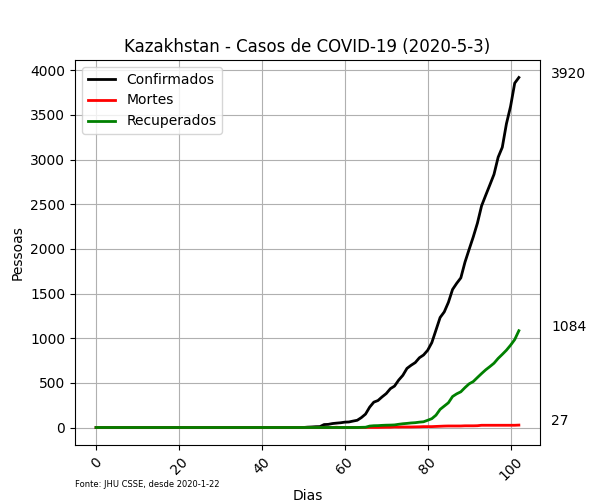 Kazakhstan - Casos de COVID-19 (2020-5-3)
Confirmados
Mortes
Recuperados
4000
3500
3000
2500
2000
1500
1000
500
0
Pessoas
3920
1084
27
0
20
40
60
80
100
Dias
Fonte: JHU CSSE, desde 2020-1-22